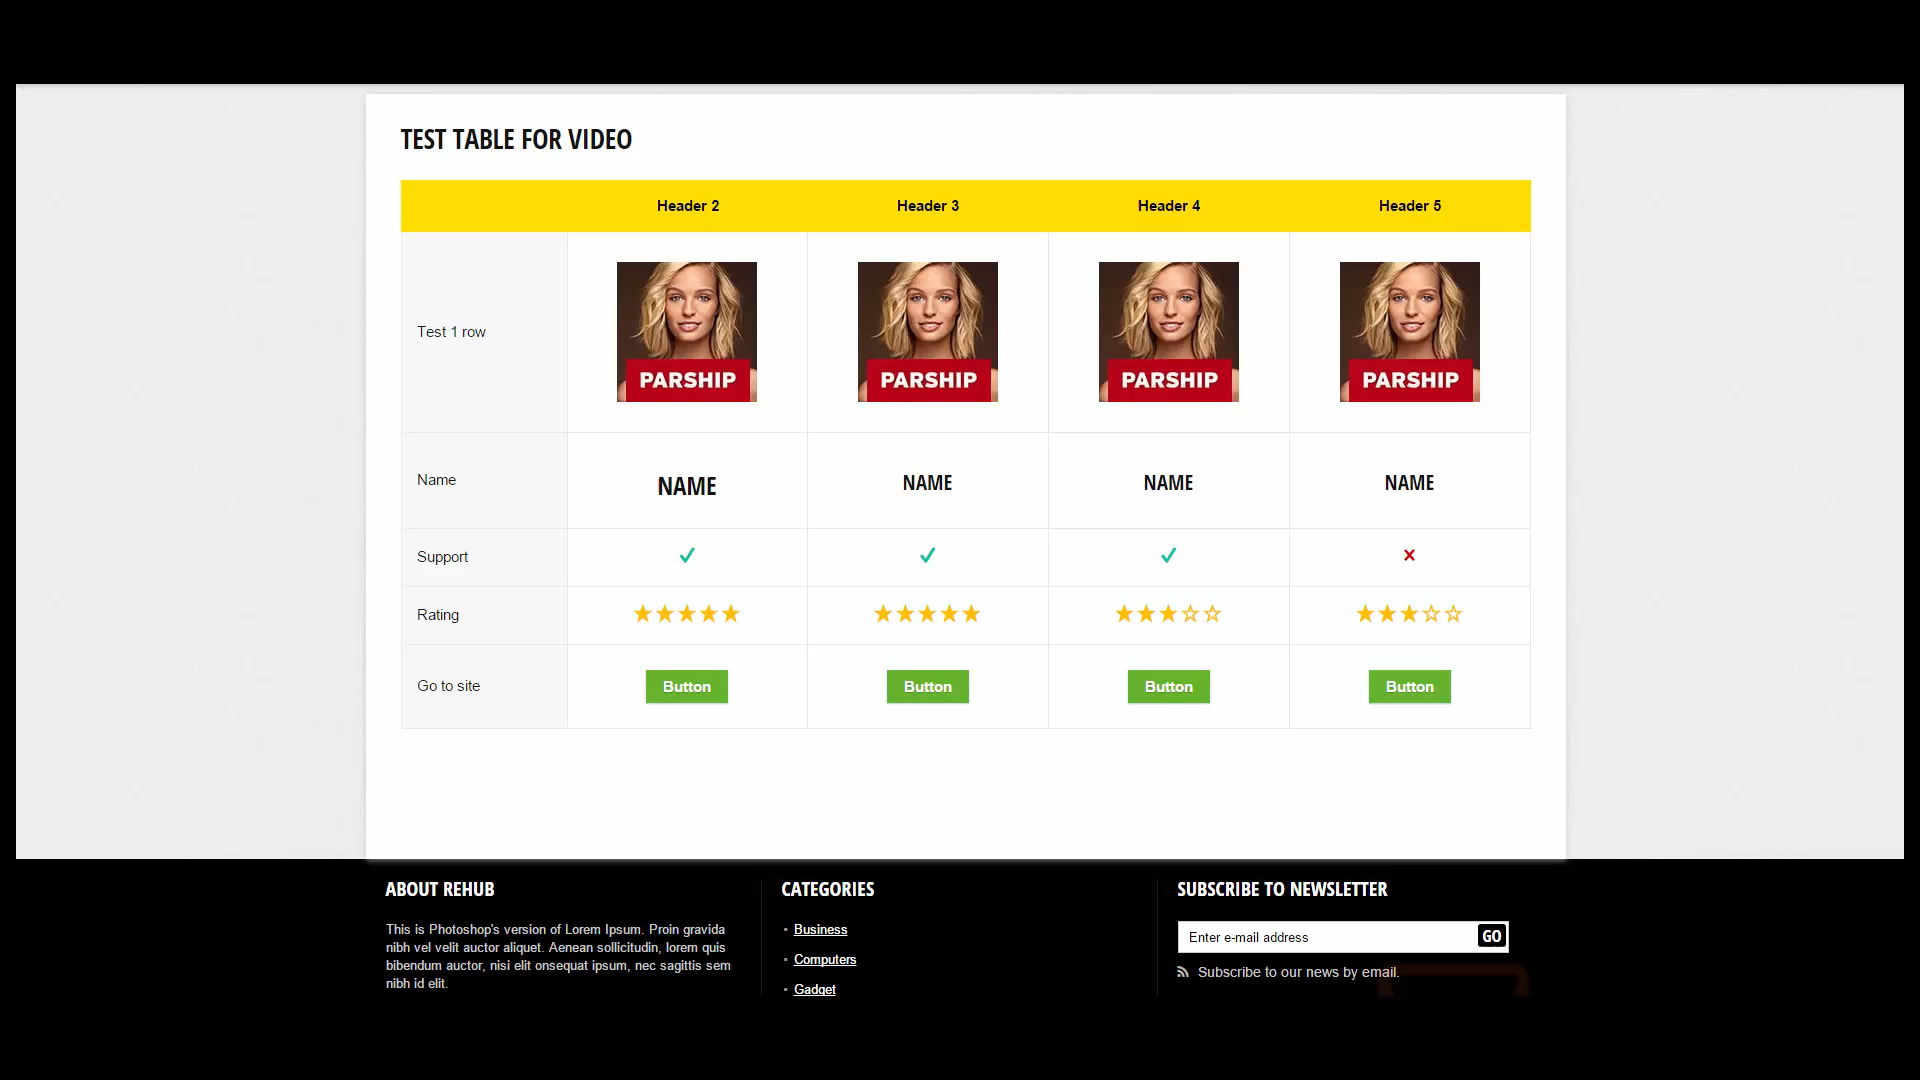 TEST TABLE FOR VIDEO
Header 2 Header 3 Header 4 Header 5
Test 1 row
PARSHIP PARSHIP PARSHIP PARSHIP
Name NAME NAME NAME NAME
Support
Rating
Go to site Button Button Button Button
ABOUT REHUB
This is Photoshop's version of Lorem Ipsum. Proin gravida
nibh vel velit auctor aliquet. Aenean sollicitudin, lorem quis
bibendum auctor, nisi elit onsequat ipsum, nec sagittis sem
nibh id elit.
CATEGORIES
Business
Computers
Gadget
SUBSCRIBE TO NEWSLETTER
Enter e-mail address GO
Subscribe to our news by email.